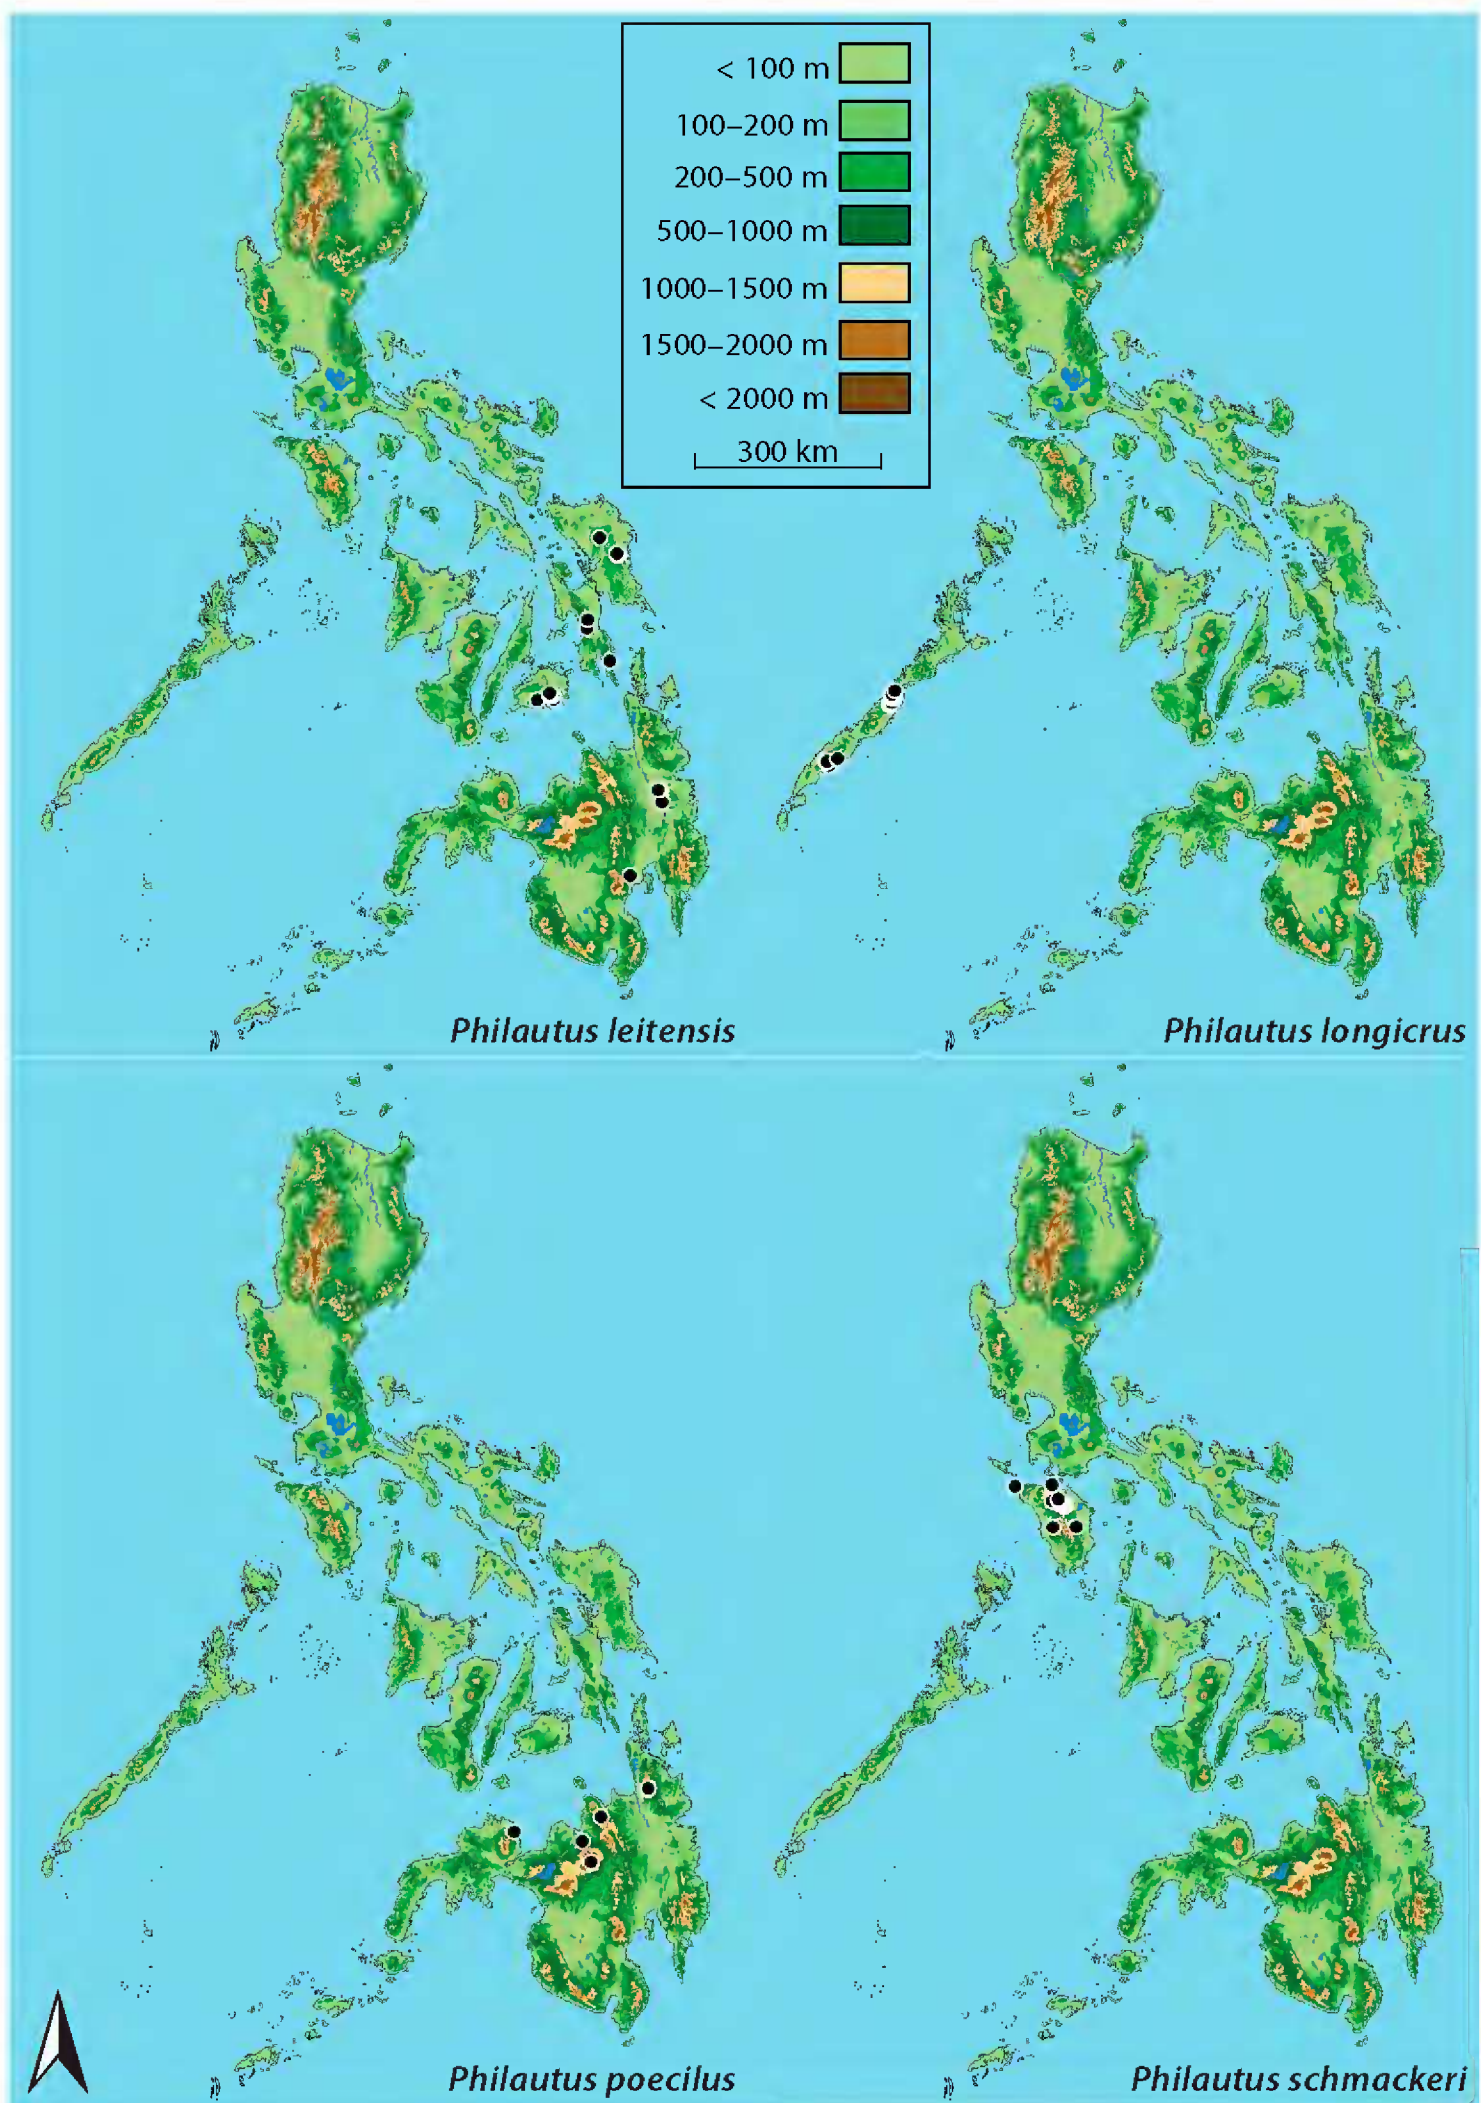 < 100 m
100–200 m
200–500 m
500–1000 m
1000–1500 m
1500–2000 m
< 2000 m
300 km
Philautus leitensis
Philautus longicrus
Philautus poecilus
Philautus schmackeri